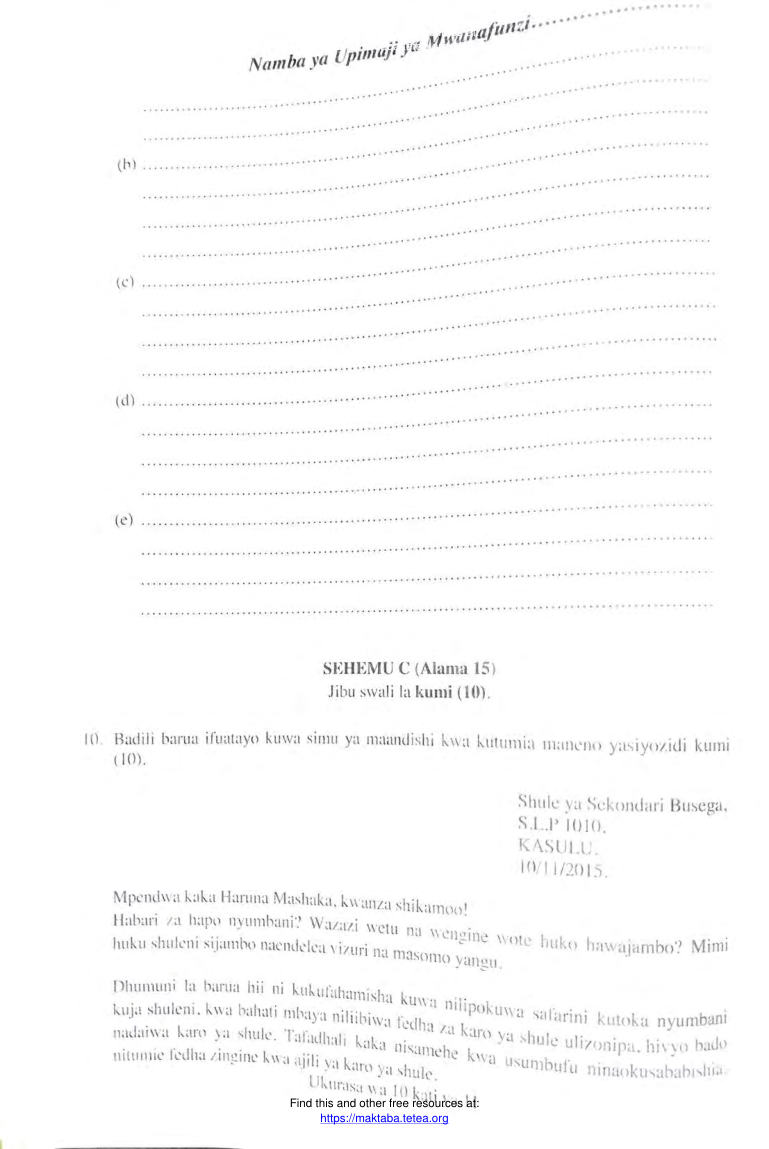 Namba ya Upimaji ya Mwanafunzi..............................
..............................
..............................
(b) ..............................
..............................
..............................
..............................
(c) ..............................
..............................
..............................
..............................
(d) ..............................
..............................
..............................
..............................
(e) ..............................
..............................
..............................
..............................
SEHEMU C (Alama 15)
Jibu swali la kumi (10).
10. Badili barua ifuatayo kuwa simu ya maandishi kwa kutumia maneno yasiyozidi kumi
(10).
Shule ya Sekondari Busega,
S.L.P 1010,
KASULU.
10/11/2015.
Mpendwa kaka Haruna Mashaka, kwanza shikamoo!
Habari za hapo nyumbani? Wazazi wetu na wengine wote huko hawajambo? Mimi
huku shuleni sijambo naendelea vizuri na masomo yangu.
Dhumuni la barua hii ni kukufahamisha kuwa nilipokuwa safarini kutoka nyumbani
kuja shuleni, kwa bahati mbaya niliibiwa fedha za karo ya shule ulizonipa, hivyo bado
nadaiwa karo ya shule. Tafadhali kaka nisamehe kwa usumbufu ninaokusababishia.
nitumie fedha zingine kwa ajili ya karo ya shule.
Ukurasa wa 10 kati
Find this and other free resources at:
https://maktaba.tetea.org